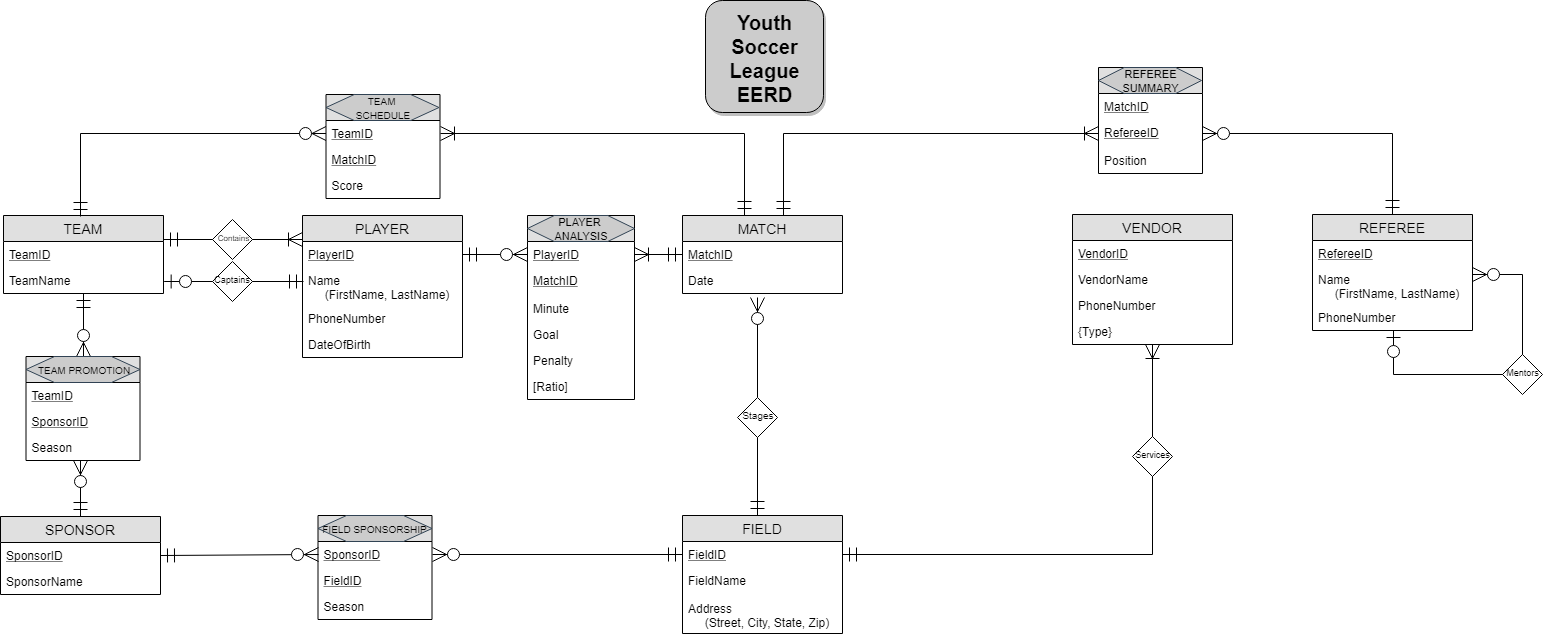 Youth
Soccer
League
EERD
TEAM
SCHEDULE
TeamID
MatchID
Score
REFEREE
SUMMARY
MatchID
RefereeID
Position
TEAM
TeamID
TeamName
Contains
Captains
PLAYER
PlayerID
Name
(FirstName, LastName)
PhoneNumber
DateOfBirth
PLAYER
ANALYSIS
PlayerID
MatchID
Minute
Goal
Penalty
[Ratio]
MATCH
MatchID
Date
VENDOR
VendorID
VendorName
PhoneNumber
{Type}
REFEREE
RefereeID
Name
(FirstName, LastName)
PhoneNumber
Mentors
TEAM PROMOTION
TeamID
SponsorID
Season
Stages
Services
SPONSOR
SponsorID
SponsorName
FIELD SPONSORSHIP
SponsorID
FieldID
Season
FIELD
FieldID
FieldName
Address
(Street, City, State, Zip)